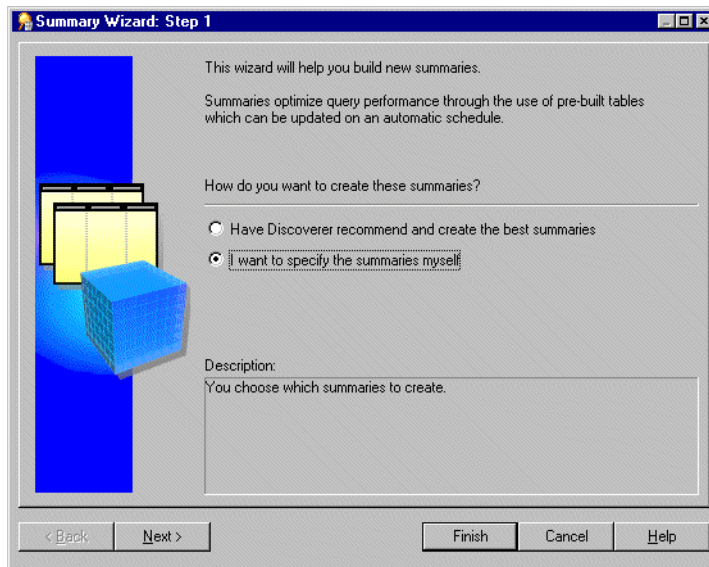 Summary Wizard: Step 1
This wizard will help you build new summaries.
Summaries optimize query performance through the use of pre-built tables
which can be updated on an automatic schedule.
How do you want to create these summaries?
Have Discoverer recommend and create the best summaries
I want to specify the summaries myself
Description:
You choose which summaries to create.
< Back
Next >
Finish
Cancel
Help